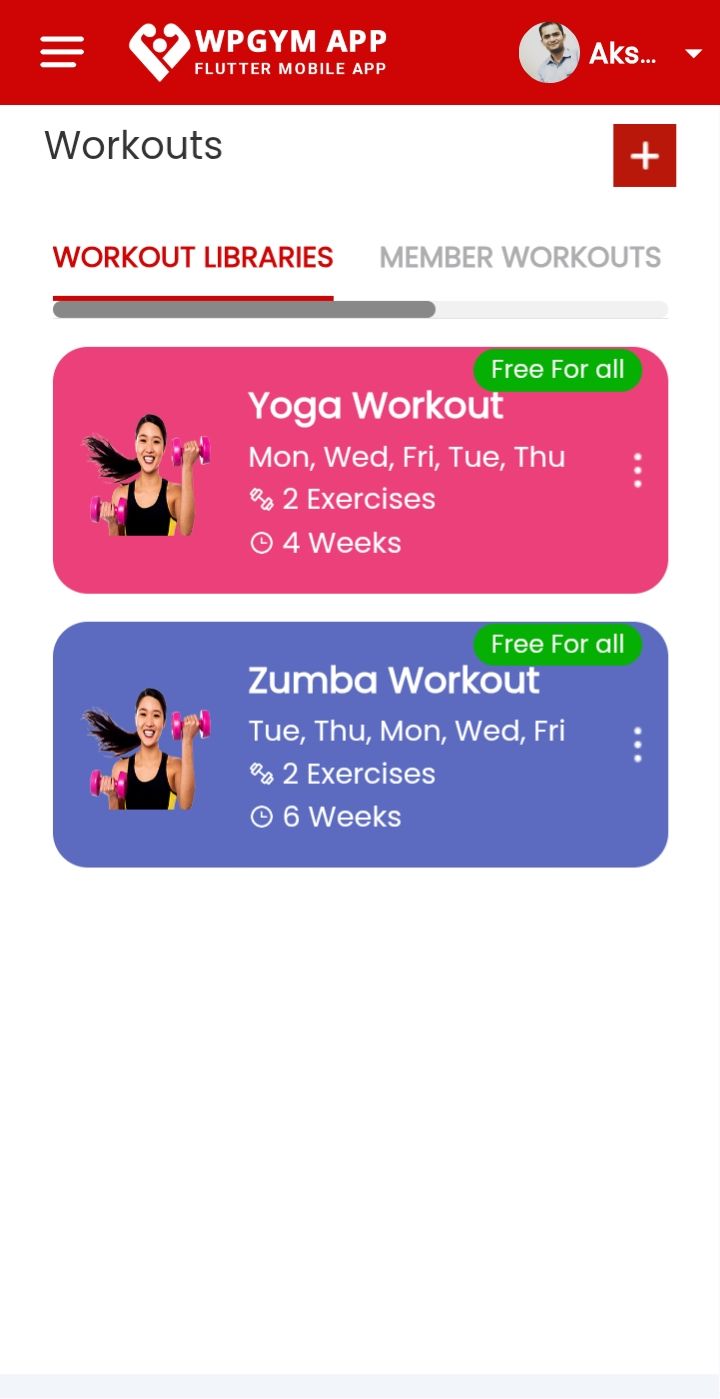 WPGYM APP
FLUTTER MOBILE APP
Aks...
Workouts
WORKOUT LIBRARIES
MEMBER WORKOUTS
Free For all
Yoga Workout
Mon, Wed, Fri, Tue, Thu
2 Exercises
4 Weeks
Free For all
Zumba Workout
Tue, Thu, Mon, Wed, Fri
2 Exercises
6 Weeks